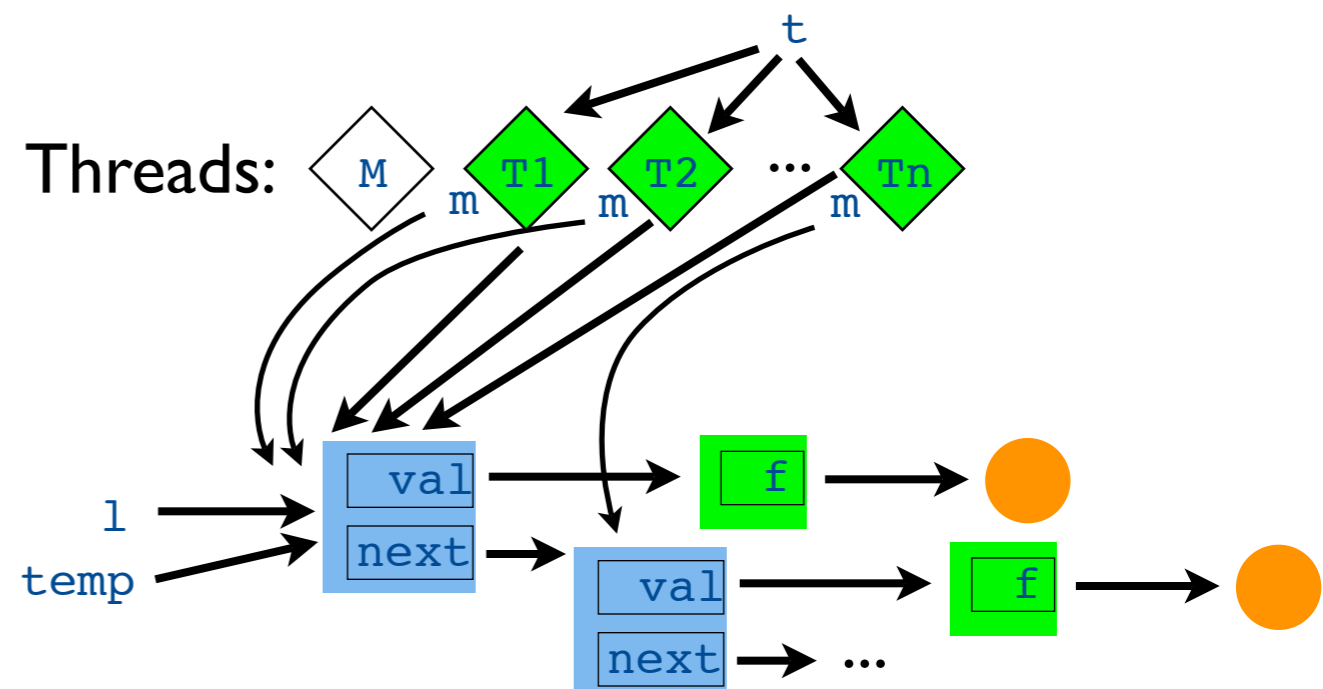 t
Threads: M m T1 m T2 ... m Tn
val f
l
next
temp
val f
next ...